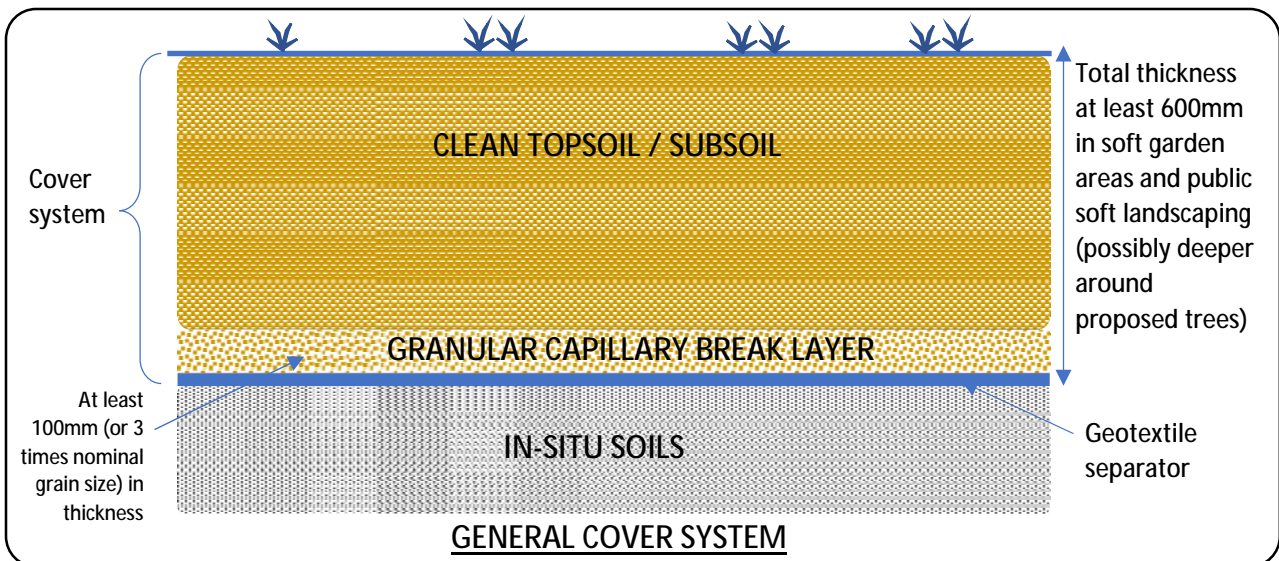 CLEAN TOPSOIL / SUBSOIL
Cover
system
Total thickness
at least 600mm
in soft garden
areas and public
soft landscaping
(possibly deeper
around
proposed trees)
GRANULAR CAPILLARY BREAK LAYER
At least
100mm (or 3
times nominal
grain size) in
thickness
IN-SITU SOILS
Geotextile
separator
GENERAL COVER SYSTEM